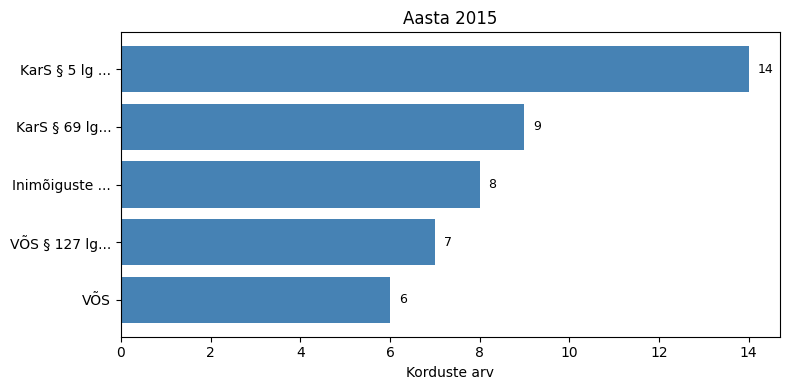 Aasta 2015
KarS § 5 lg ...
14
KarS § 69 lg...
9
Inimõiguste ...
8
VÕS § 127 lg...
7
VÕS
6
0 2 4 6 8 10 12 14
Korduste arv